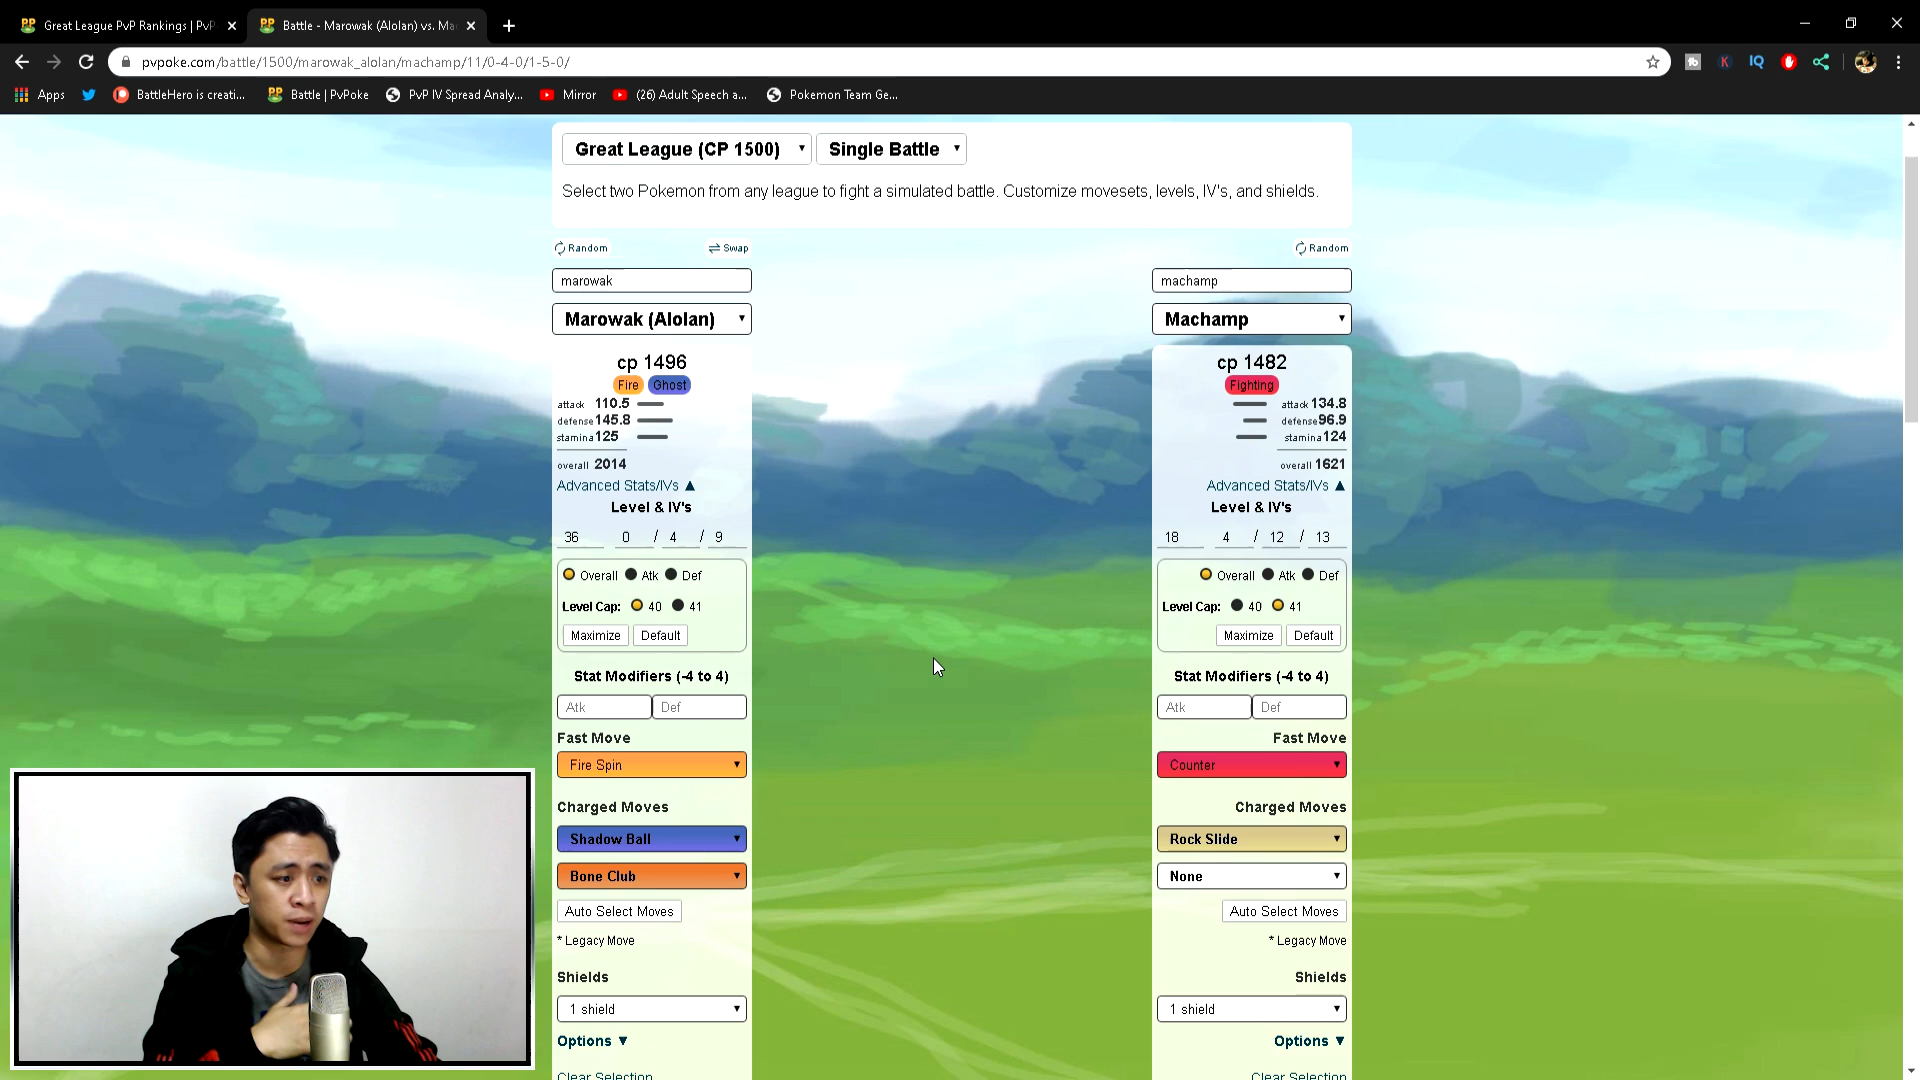 Great League PvP Rankings | PvP
Battle - Marowak (Alolan) vs. Ma
pvpoke.com/battle/1500/marowak_alolan/machamp/11/0-4-0/1-5-0/
Apps
BattleHero is creati...
Battle | PvPoke
PvP IV Spread Analy...
Mirror
(26) Adult Speech a...
Pokemon Team Ge...
Great League (CP 1500)
Single Battle
Select two Pokemon from any league to fight a simulated battle. Customize movesets, levels, IV's, and shields.
Random
Swap
Random
marowak
machamp
Marowak (Alolan)
Machamp
cp 1496
Fire Ghost
attack 110.5
defense 145.8
stamina 125
overall 2014
Advanced Stats/IVs ▲
Level & IV's
36 0 / 4 / 9
Overall Atk Def
Level Cap: 40 41
Maximize Default
Stat Modifiers (-4 to 4)
Atk Def
Fast Move
Fire Spin
Charged Moves
Shadow Ball
Bone Club
Auto Select Moves
* Legacy Move
Shields
1 shield
Options ▼
Clear Selection
cp 1482
Fighting
attack 134.8
defense 96.9
stamina 124
overall 1621
Advanced Stats/IVs ▲
Level & IV's
18 4 / 12 / 13
Overall Atk Def
Level Cap: 40 41
Maximize Default
Stat Modifiers (-4 to 4)
Atk Def
Fast Move
Counter
Charged Moves
Rock Slide
None
Auto Select Moves
* Legacy Move
Shields
1 shield
Options ▼
Clear Selection